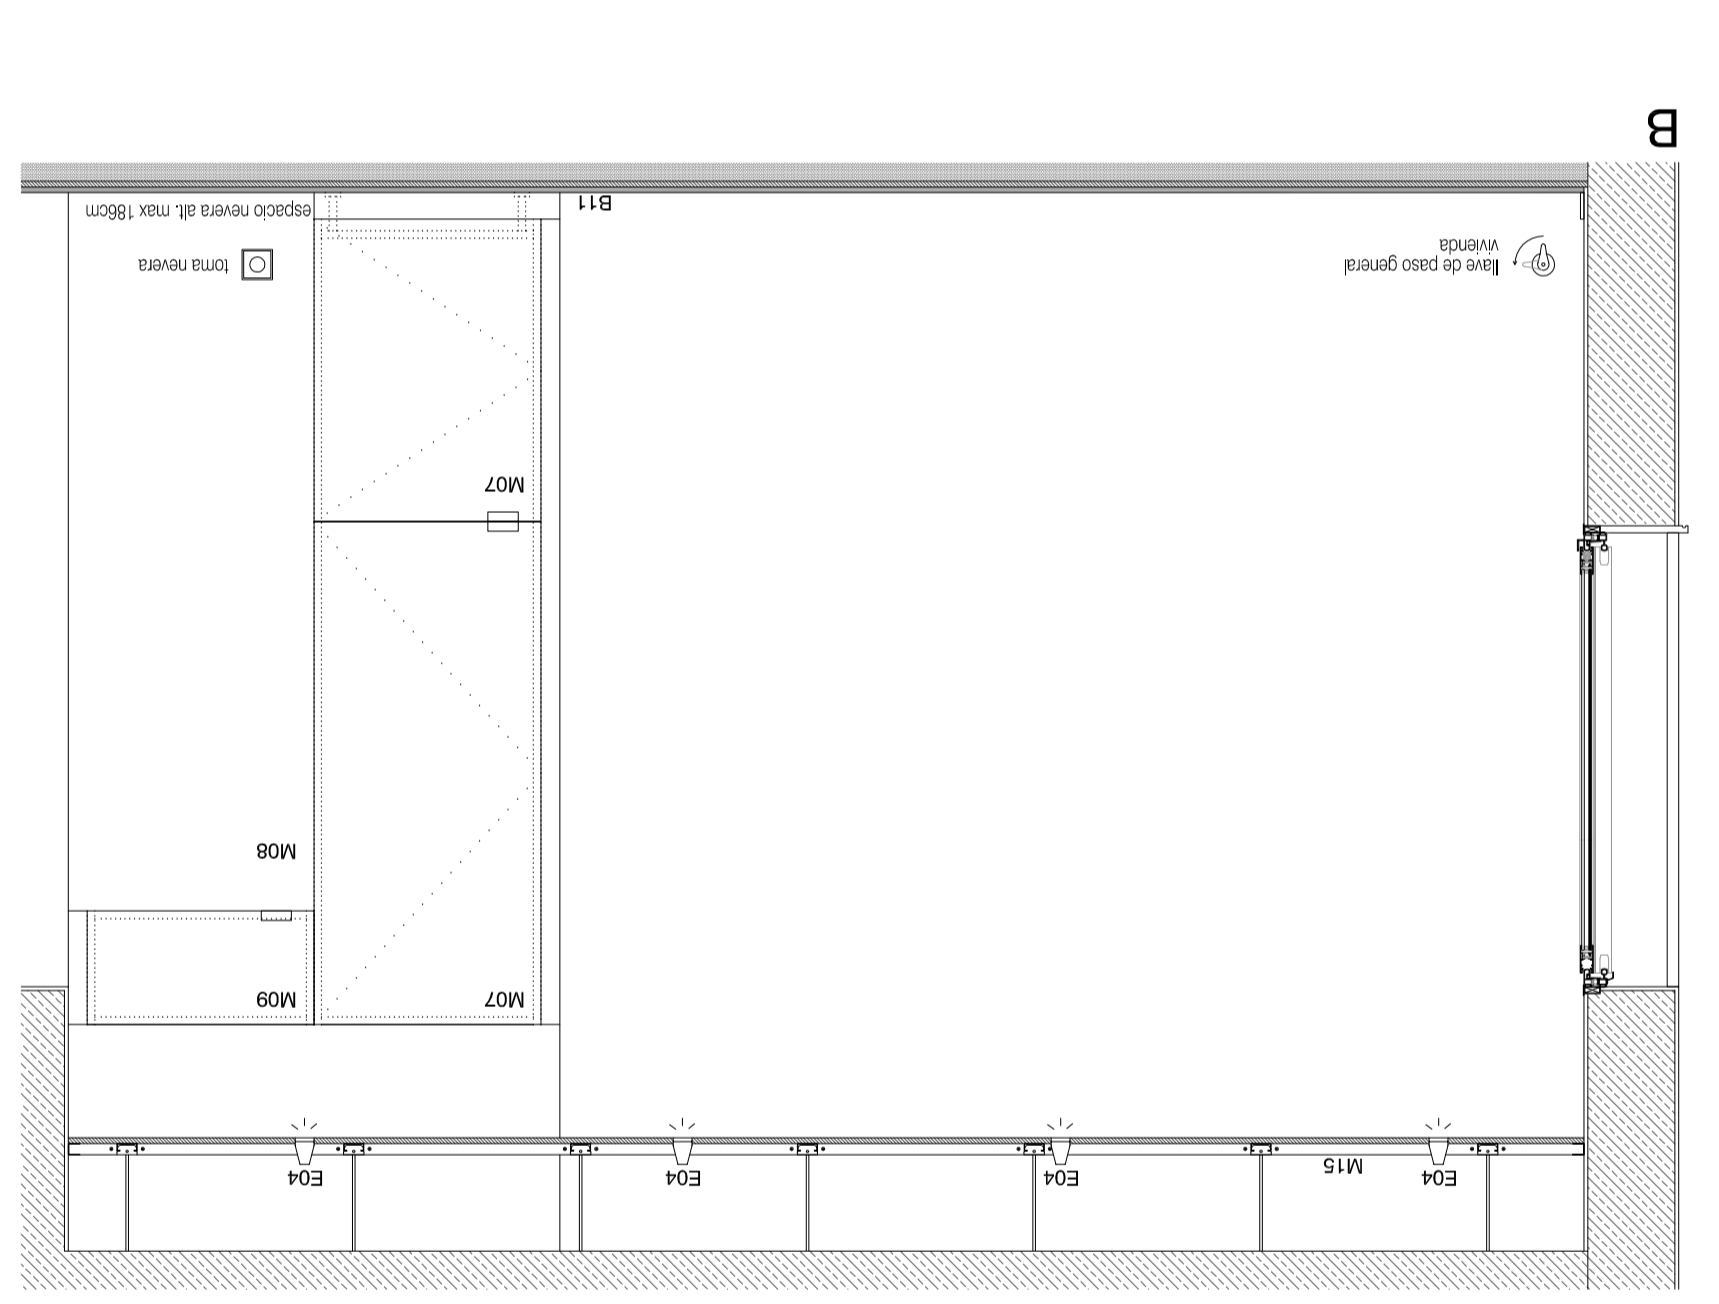 E04
M15
E04
E04
E04
M07
M09
M08
M07
llave de paso general
vivienda
toma nevera
espacio nevera alt. max 186cm
B11
B